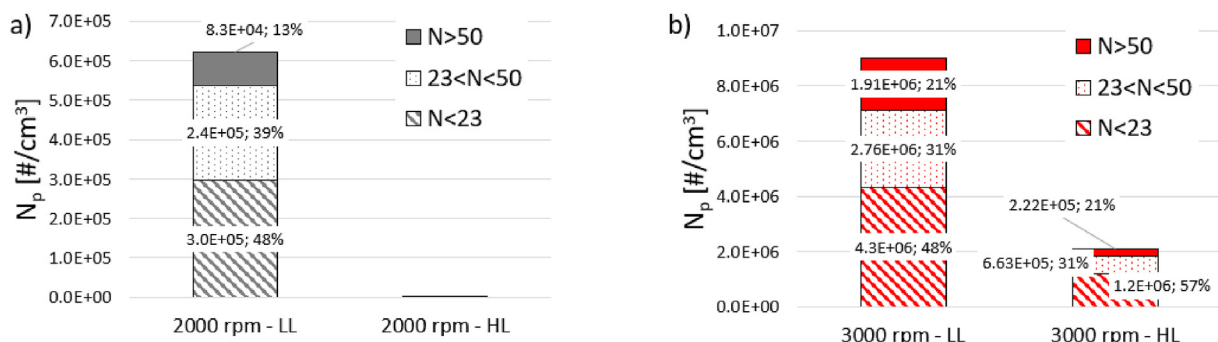 a)
7.0E+05
6.0E+05
5.0E+05
4.0E+05
3.0E+05
2.0E+05
1.0E+05
0.0E+00
Np [#/cm³]
8.3E+04; 13%
2.4E+05; 39%
3.0E+05; 48%
N>50
23<N<50
N<23
2000 rpm - LL
2000 rpm - HL
b)
1.0E+07
8.0E+06
6.0E+06
4.0E+06
2.0E+06
0.0E+00
Np [#/cm³]
1.91E+06; 21%
2.76E+06; 31%
4.3E+06; 48%
N>50
23<N<50
N<23
2.22E+05; 21%
6.63E+05; 31%
1.2E+06; 57%
3000 rpm - LL
3000 rpm - HL